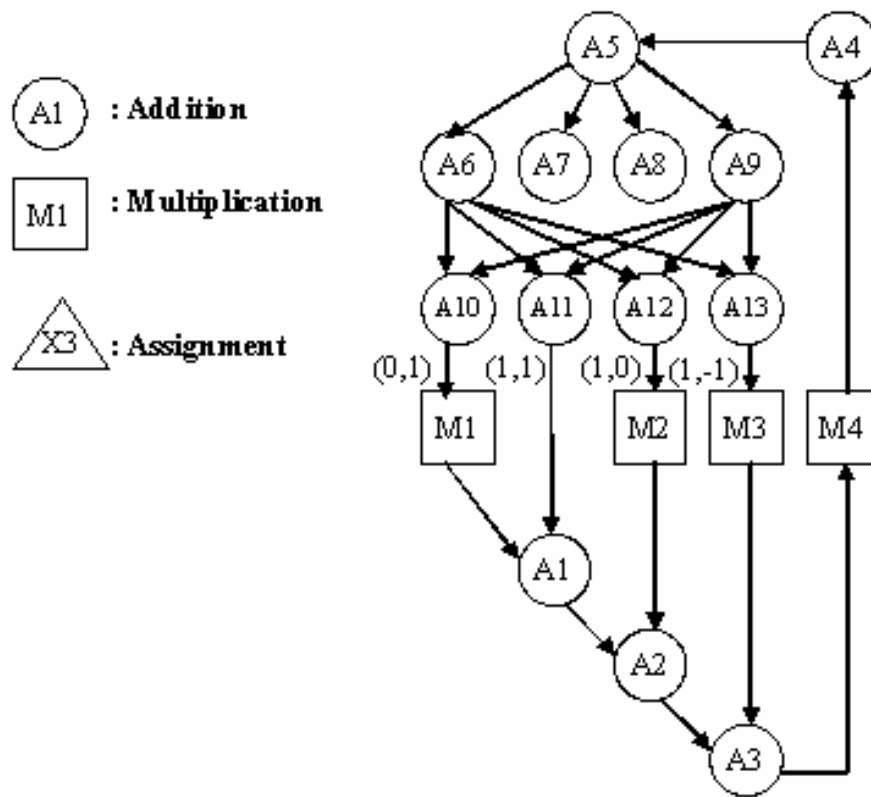 A5 A4
A1 : Addition
A6 A7 A8 A9
M1 : Multiplication
A10 A11 A12 A13
X3 : Assignment
(0,1) (1,1) (1,0) (1,-1)
M1 M2 M3 M4
A1
A2
A3